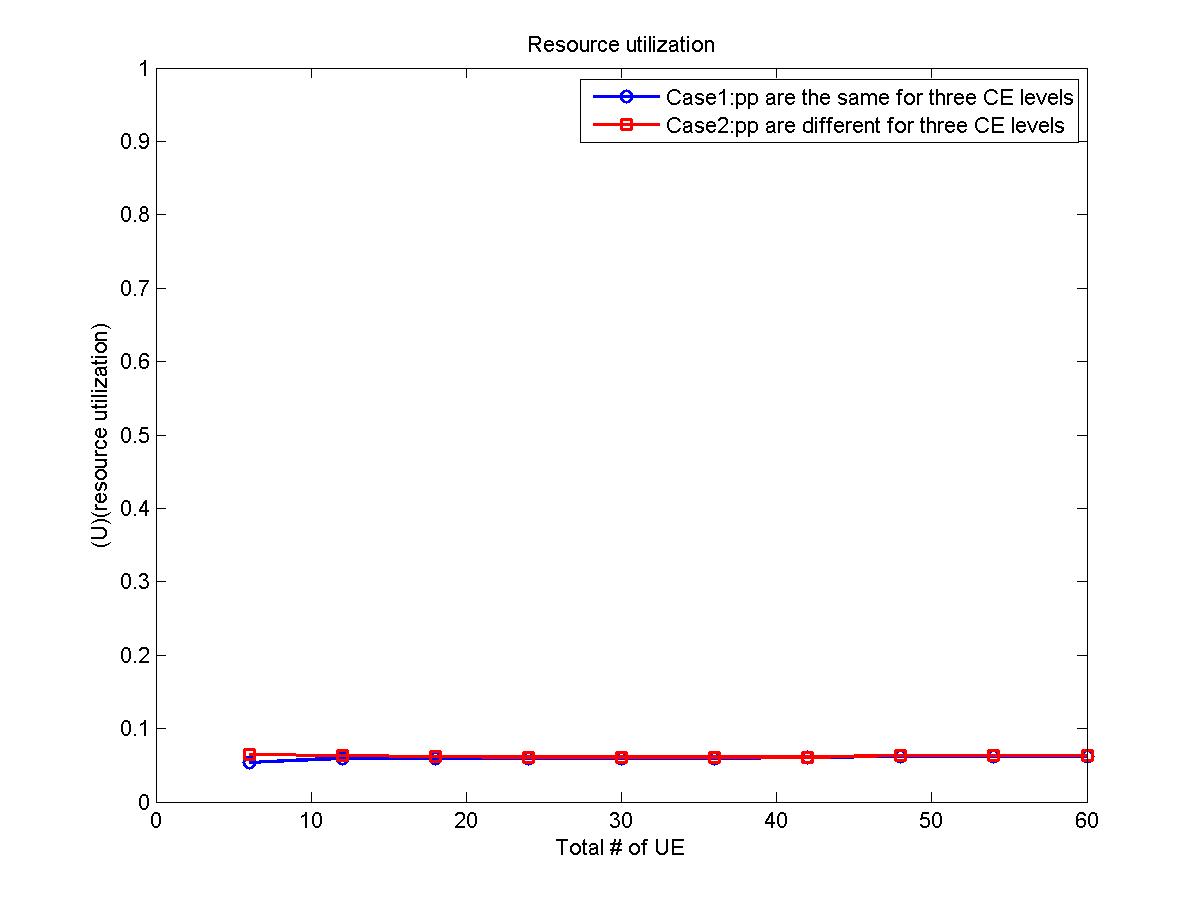 Resource utilization
Case1:pp are the same for three CE levels
Case2:pp are different for three CE levels
(U)(resource utilization)
1
0.9
0.8
0.7
0.6
0.5
0.4
0.3
0.2
0.1
0
0 10 20 30 40 50 60
Total # of UE